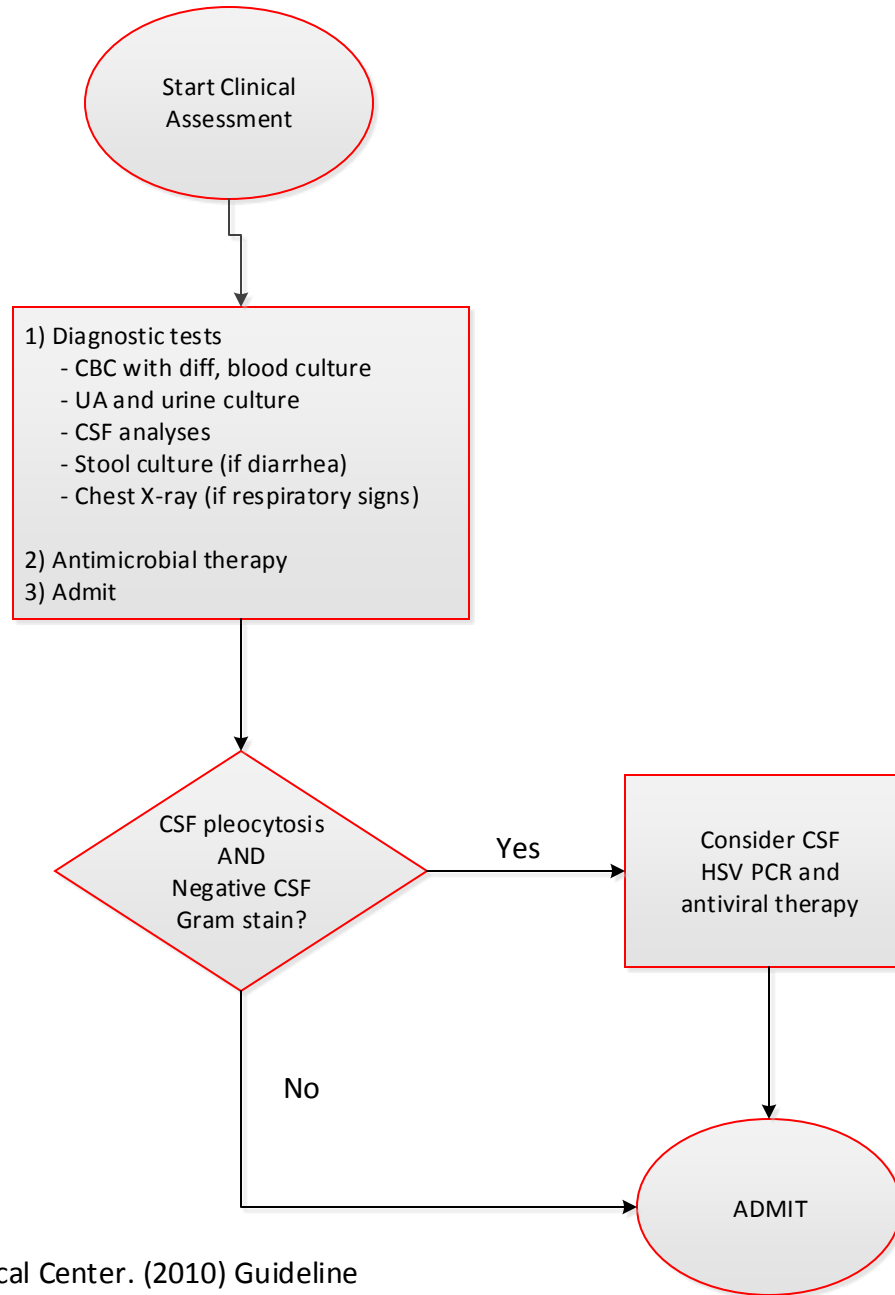 Start Clinical
Assessment
1) Diagnostic tests
- CBC with diff, blood culture
- UA and urine culture
- CSF analyses
- Stool culture (if diarrhea)
- Chest X-ray (if respiratory signs)
2) Antimicrobial therapy
3) Admit
CSF pleocytosis
AND
Negative CSF
Gram stain?
Yes
Consider CSF
HSV PCR and
antiviral therapy
No
ADMIT
cal Center. (2010) Guideline